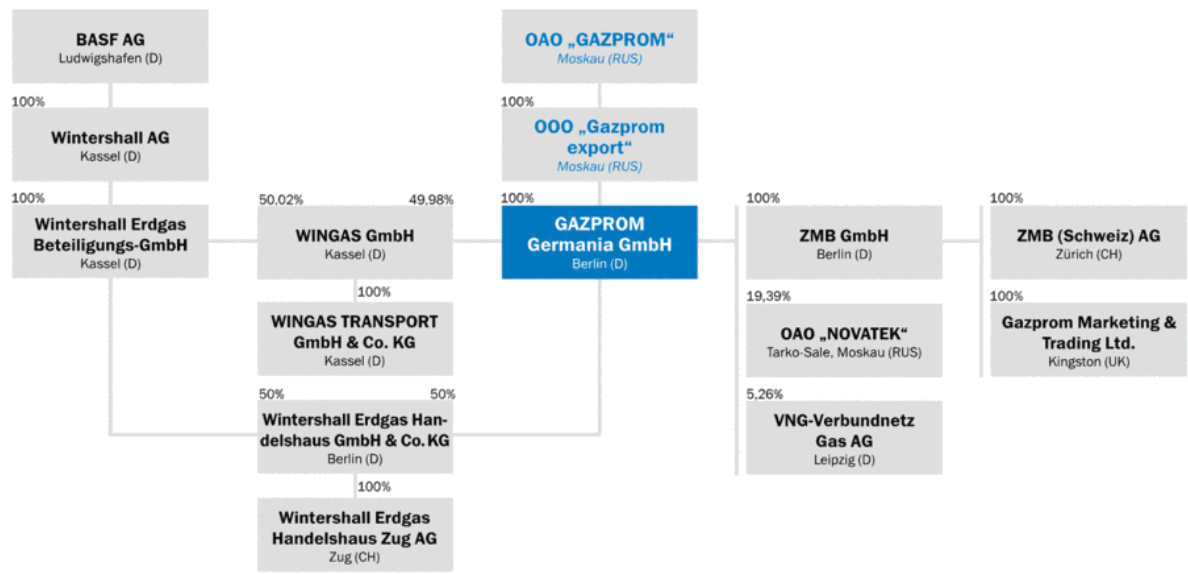 BASF AG
Ludwigshafen (D)
OAO „GAZPROM“
Moskau (RUS)
100%
Wintershall AG
Kassel (D)
100%
OOO „Gazprom
export“
Moskau (RUS)
100%
Wintershall Erdgas
Beteiligungs-GmbH
Kassel (D)
50,02%
49,98%
WINGAS GmbH
Kassel (D)
100%
GAZPROM
Germania GmbH
Berlin (D)
100%
ZMB GmbH
Berlin (D)
100%
ZMB (Schweiz) AG
Zürich (CH)
100%
WINGAS TRANSPORT
GmbH & Co. KG
Kassel (D)
19,39%
OAO „NOVATEK“
Tarko-Sale, Moskau (RUS)
100%
Gazprom Marketing &
Trading Ltd.
Kingston (UK)
50%
50%
Wintershall Erdgas Han-
delshaus GmbH & Co. KG
Berlin (D)
5,26%
VNG-Verbundnetz
Gas AG
Leipzig (D)
100%
Wintershall Erdgas
Handelshaus Zug AG
Zug (CH)